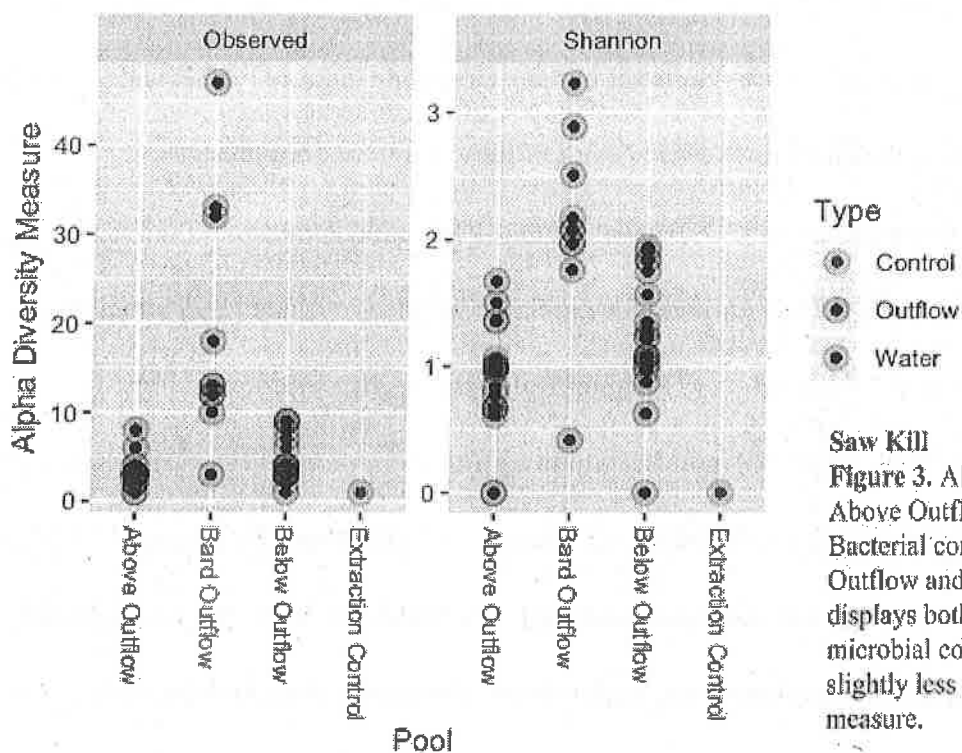 Observed
Shannon
Alpha Diversity Measure
40
30
20
10
0
3
2
1
0
Above Outflow
Bard Outflow
Below Outflow
Extraction Control
Above Outflow
Bard Outflow
Below Outflow
Extraction Control
Pool
Type
Control
Outflow
Water
Saw Kill
Figure 3. Al
Above Outfl
Bacterial con
Outflow and
displays both
microbial co
slightly less
measure.